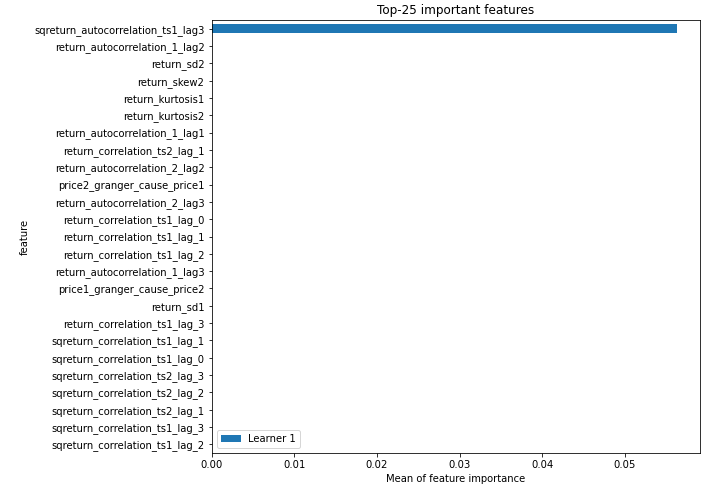 Top-25 important features
sqreturn_autocorrelation_ts1_lag3
return_autocorrelation_1_lag2
return_sd2
return_skew2
return_kurtosis1
return_kurtosis2
return_autocorrelation_1_lag1
return_correlation_ts2_lag_1
return_autocorrelation_2_lag2
price2_granger_cause_price1
return_autocorrelation_2_lag3
return_correlation_ts1_lag_0
return_correlation_ts1_lag_1
return_correlation_ts1_lag_2
return_autocorrelation_1_lag3
price1_granger_cause_price2
return_sd1
return_correlation_ts1_lag_3
sqreturn_correlation_ts1_lag_1
sqreturn_correlation_ts1_lag_0
sqreturn_correlation_ts2_lag_3
sqreturn_correlation_ts2_lag_2
sqreturn_correlation_ts2_lag_1
sqreturn_correlation_ts1_lag_3
sqreturn_correlation_ts1_lag_2
feature
Learner 1
0.00 0.01 0.02 0.03 0.04 0.05
Mean of feature importance